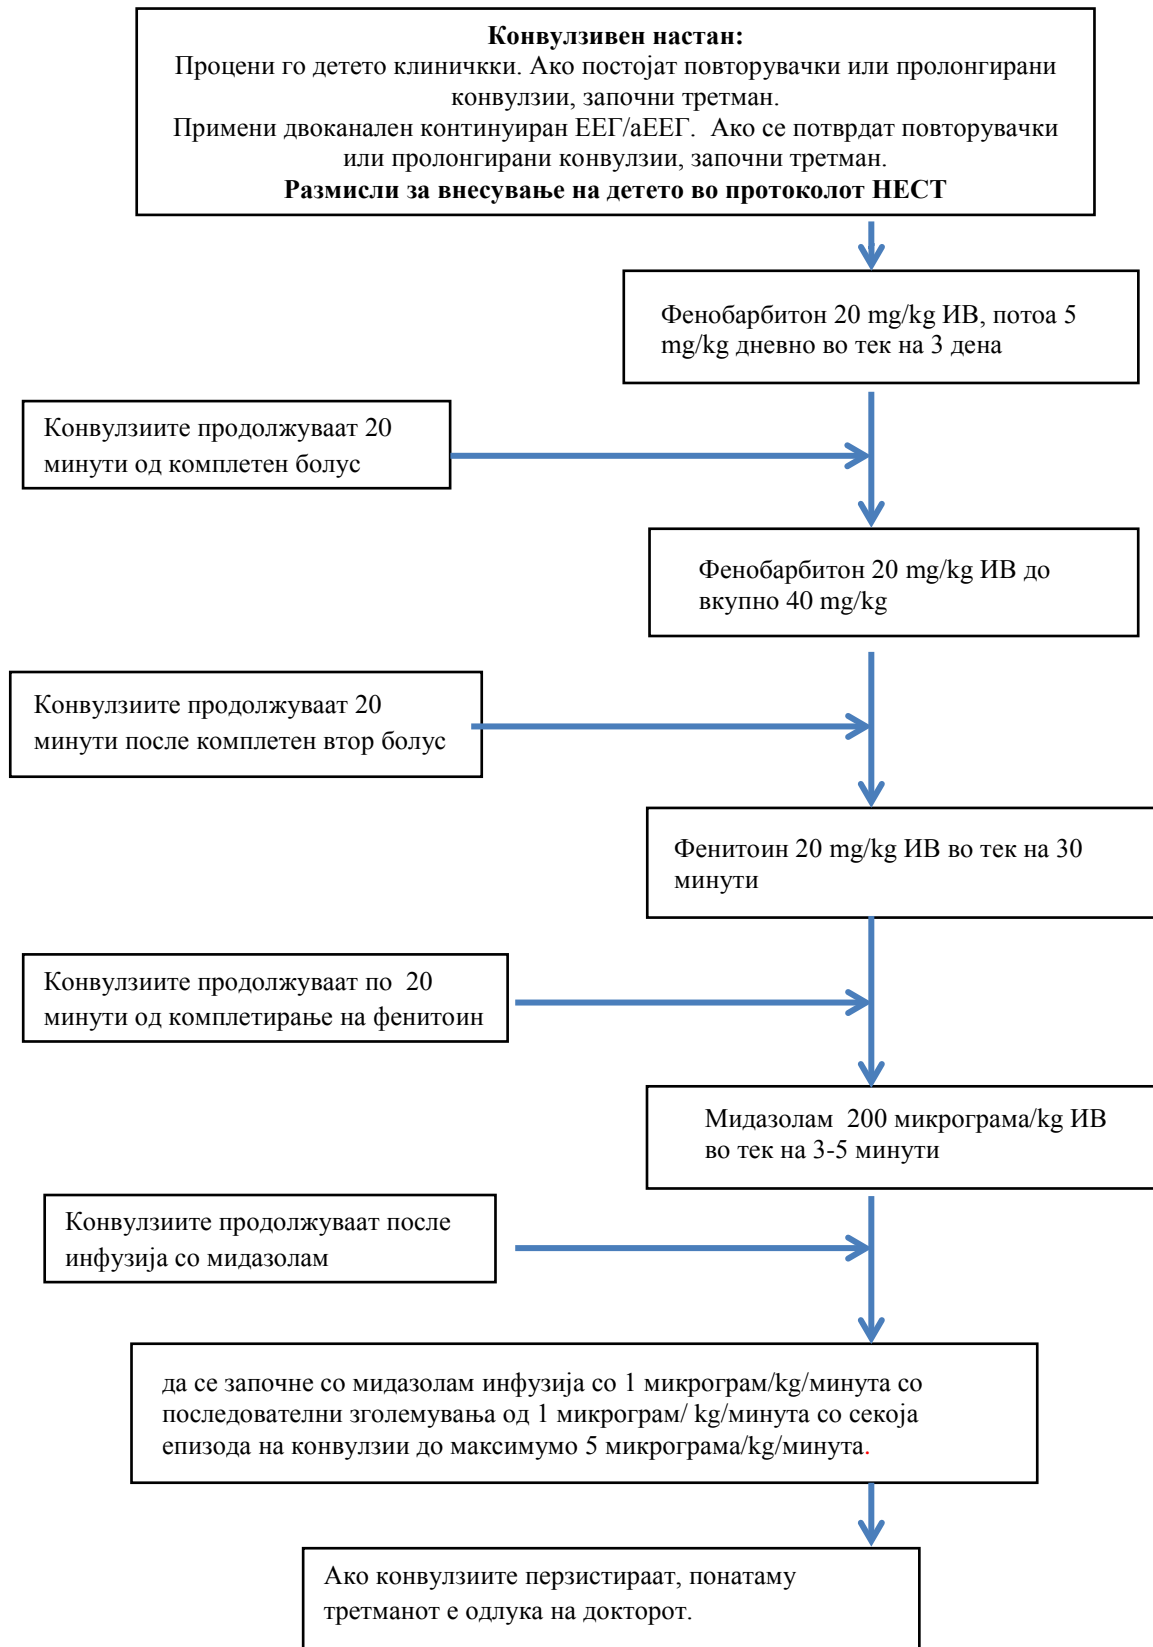 Конвулзивен настан:
Процени го детето клиничкки. Ако постојат повторувачки или пролонгирани
конвулзии, започни третман.
Примени двоканален континуиран ЕЕГ/аЕЕГ.  Ако се потврдат повторувачки
или пролонгирани конвулзии, започни третман.
Размисли за внесување на детето во протоколот НЕСТ
Фенобарбитон 20 mg/kg ИВ, потоа 5
mg/kg дневно во тек на 3 дена
Конвулзиите продолжуваат 20
минути од комплетен болус
Фенобарбитон 20 mg/kg ИВ до
вкупно 40 mg/kg
Конвулзиите продолжуваат 20
минути после комплетен втор болус
Фенитоин 20 mg/kg ИВ во тек на 30
минути
Конвулзиите продолжуваат по  20
минути од комплетирање на фенитоин
Мидазолам  200 микрограма/kg ИВ
во тек на 3-5 минути
Конвулзиите продолжуваат после
инфузија со мидазолам
да се започне со мидазолам инфузија со 1 микрограм/kg/минута со
последователни зголемувања од 1 микрограм/ kg/минута со секоја
епизода на конвулзии до максимумо 5 микрограма/kg/минута.
Ако конвулзиите перзистираат, понатаму
третманот е одлука на докторот.